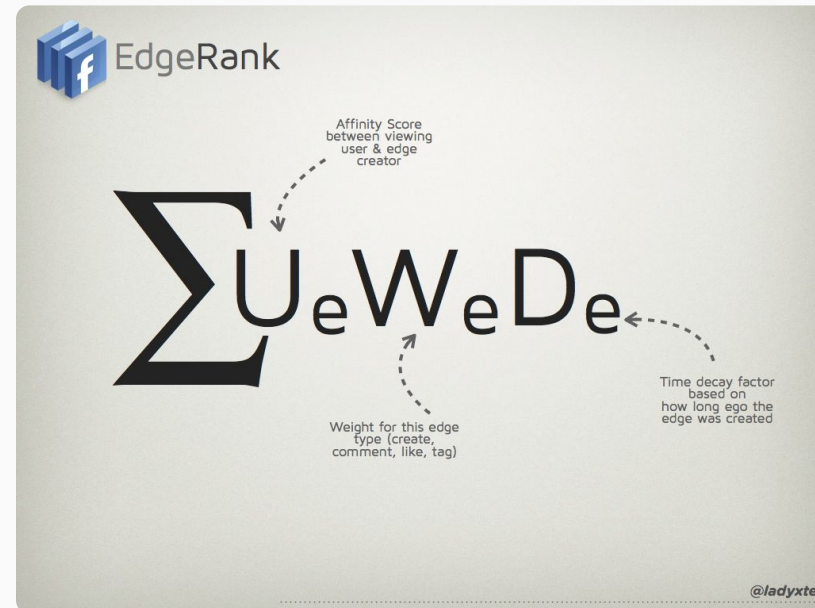 f
EdgeRank
Affinity Score
between viewing
user & edge
creator
ΣUeWeDe
Time decay factor
based on
how long ego the
edge was created
Weight for this edge
type (create,
comment, like, tag)
@ladyxte